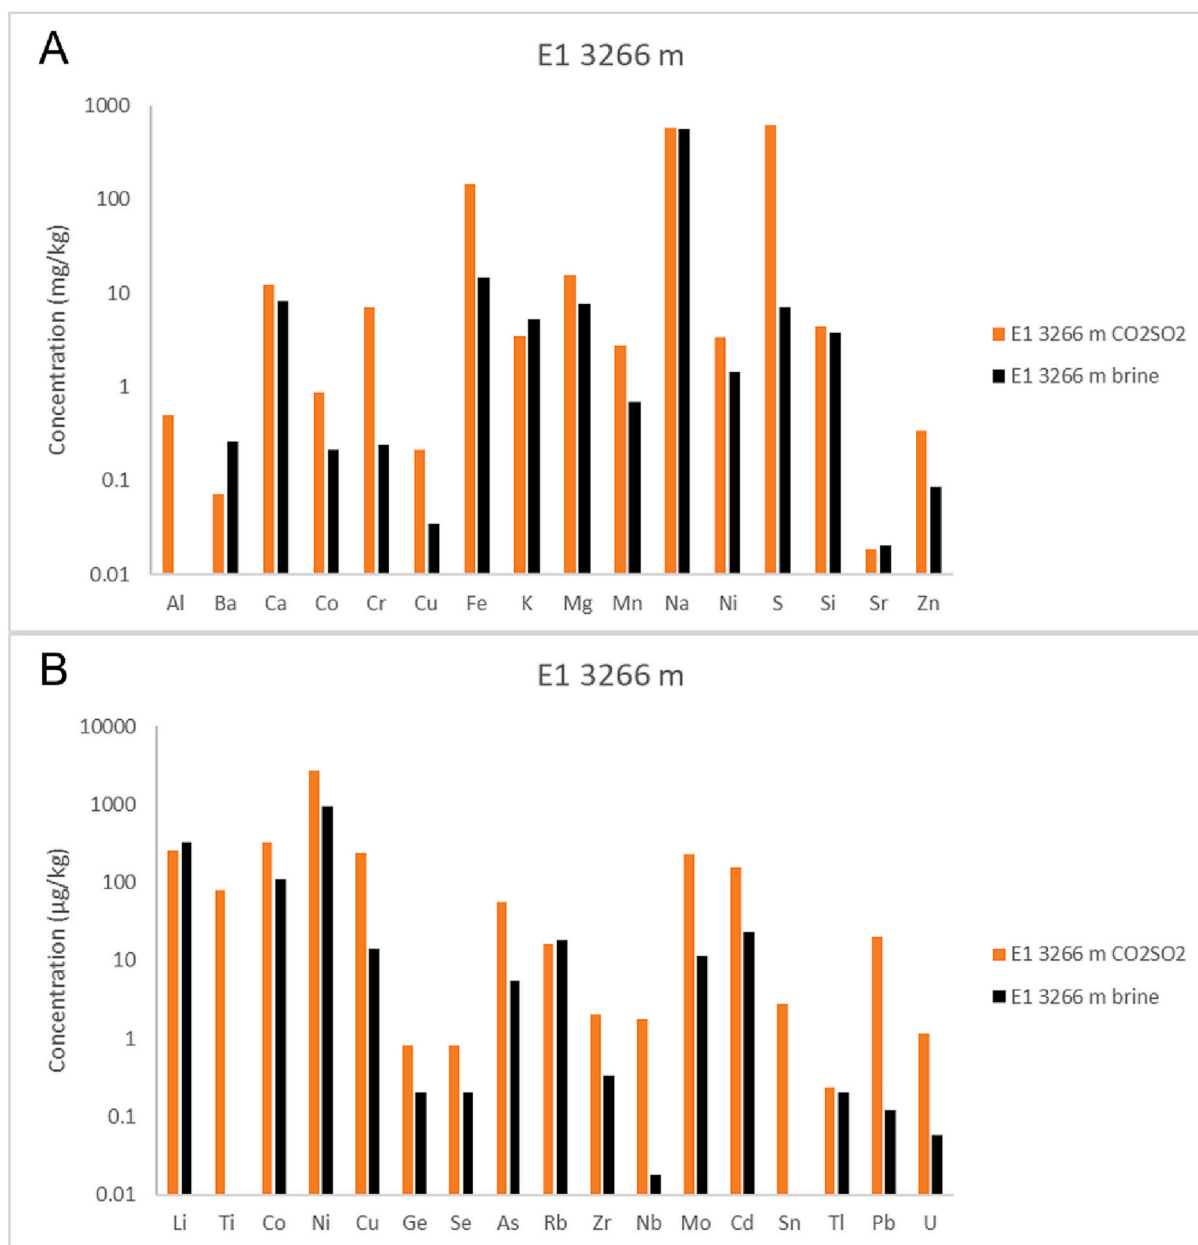 A
E1 3266 m
Concentration (mg/kg)
1000
100
10
1
0.1
0.01
Al Ba Ca Co Cr Cu Fe K Mg Mn Na Ni S Si Sr Zn
E1 3266 m CO2SO2
E1 3266 m brine
B
E1 3266 m
Concentration (µg/kg)
10000
1000
100
10
1
0.1
0.01
Li Ti Co Ni Cu Ge Se As Rb Zr Nb Mo Cd Sn Tl Pb U
E1 3266 m CO2SO2
E1 3266 m brine